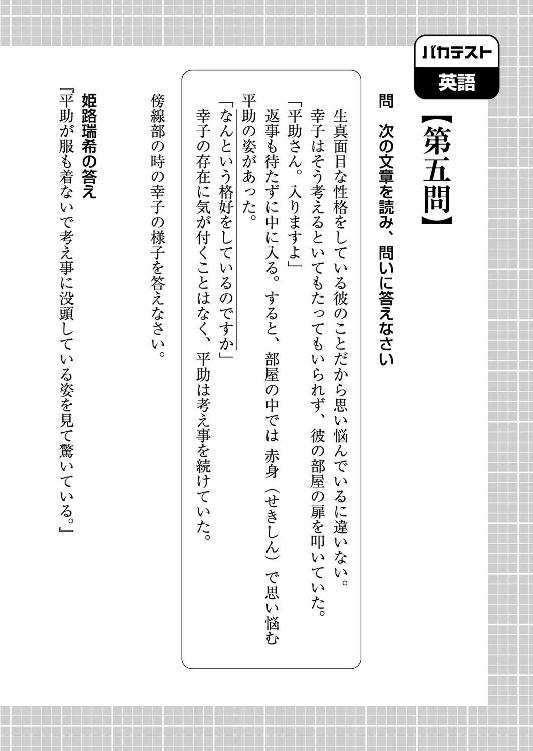 バカテスト
英語
【第五問】
問　次の文章を読み、問いに答えなさい
生真面目な性格をしている彼のことだから思い悩んでいるに違いない。
幸子はそう考えるといてもたってもいられず、彼の部屋の扉を叩いていた。
「平助さん。入りますよ」
返事も待たずに中に入る。すると、部屋の中では 赤身（せきしん）で思い悩む
平助の姿があった。
「なんという格好をしているのですか」
幸子の存在に気が付くことはなく、平助は考え事を続けていた。
傍線部の時の幸子の様子を答えなさい。
姫路瑞希の答え
『平助が服も着ないで考え事に没頭している姿を見て驚いている。』